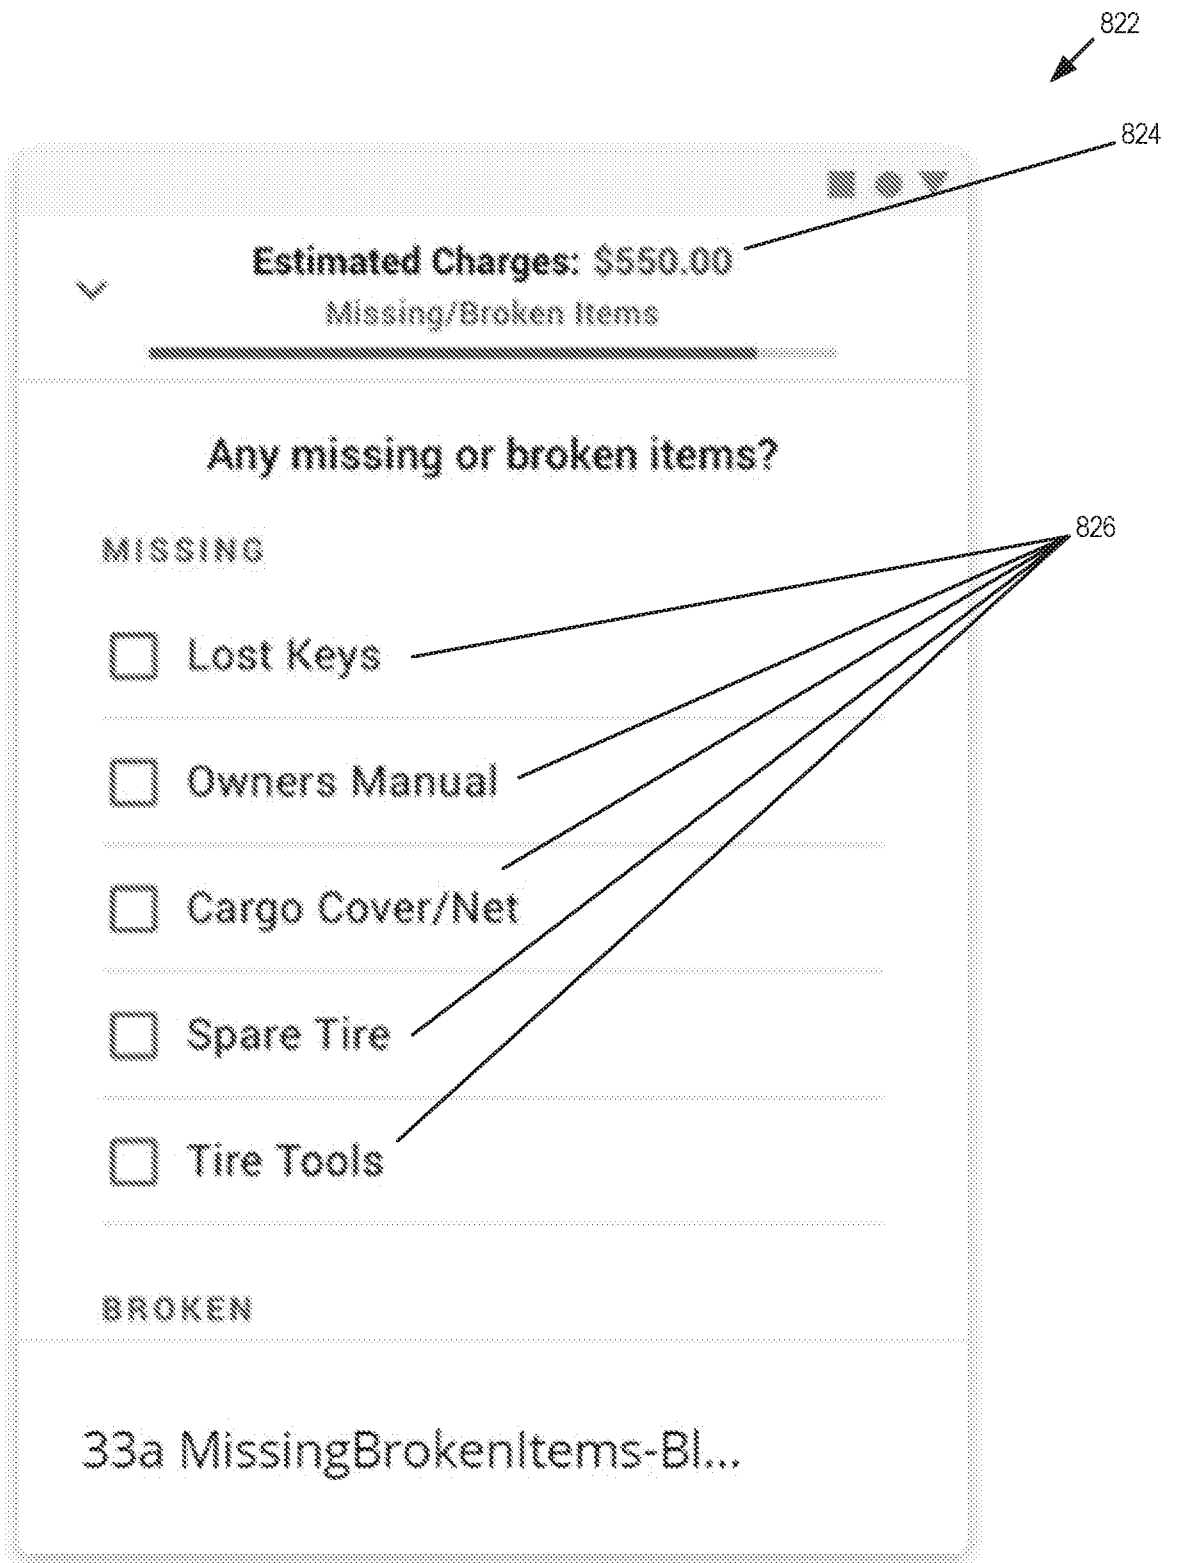 822
824
Estimated Charges: $550.00
Missing/Broken Items
Any missing or broken items?
826
MISSING
Lost Keys
Owners Manual
Cargo Cover/Net
Spare Tire
Tire Tools
BROKEN
33a MissingBrokenItems-Bl...